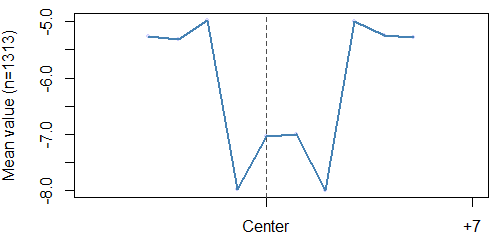 Mean value (n=1313)
-5.0
-6.0
-7.0
-8.0
Center
+7